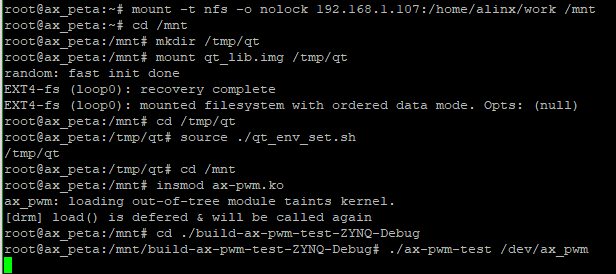 root@ax_peta:~# mount -t nfs -o nolock 192.168.1.107:/home/alinx/work /mnt
root@ax_peta:~# cd /mnt
root@ax_peta:/mnt# mkdir /tmp/qt
root@ax_peta:/mnt# mount qt_lib.img /tmp/qt
random: fast init done
EXT4-fs (loop0): recovery complete
EXT4-fs (loop0): mounted filesystem with ordered data mode. Opts: (null)
root@ax_peta:/mnt# cd /tmp/qt
root@ax_peta:/tmp/qt# source ./qt_env_set.sh
/tmp/qt
root@ax_peta:/tmp/qt# cd /mnt
root@ax_peta:/mnt# insmod ax-pwm.ko
ax_pwm: loading out-of-tree module taints kernel.
[drm] load() is defered & will be called again
root@ax_peta:/mnt# cd ./build-ax-pwm-test-ZYNQ-Debug
root@ax_peta:/mnt/build-ax-pwm-test-ZYNQ-Debug# ./ax-pwm-test /dev/ax_pwm